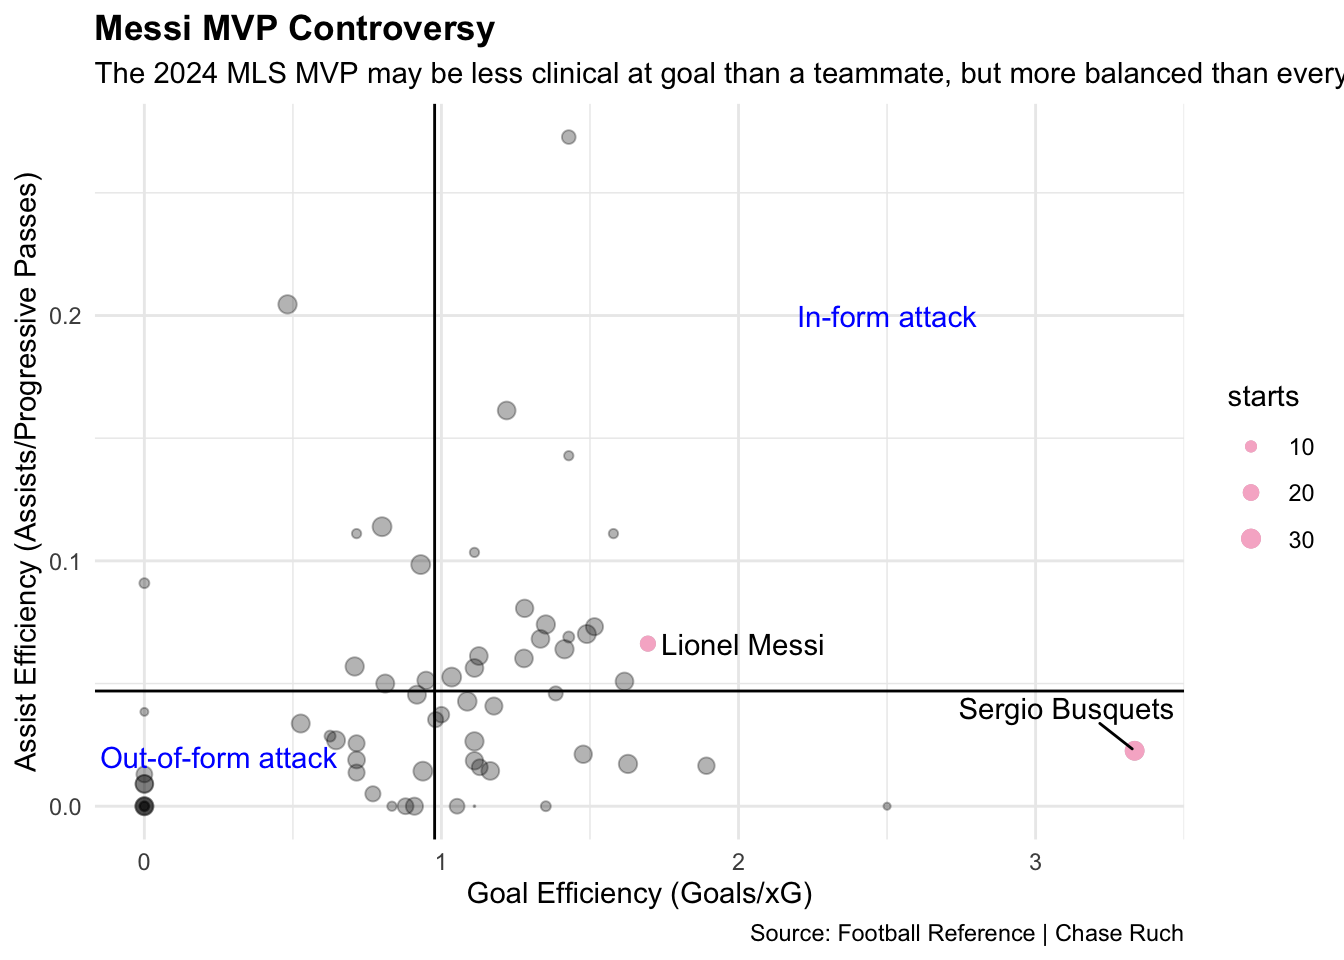 Messi MVP Controversy
The 2024 MLS MVP may be less clinical at goal than a teammate, but more balanced than every
Assist Efficiency (Assists/Progressive Passes)
0.2
0.1
0.0
In-form attack
Lionel Messi
Sergio Busquets
Out-of-form attack
0 1 2 3
Goal Efficiency (Goals/xG)
starts
10
20
30
Source: Football Reference | Chase Ruch